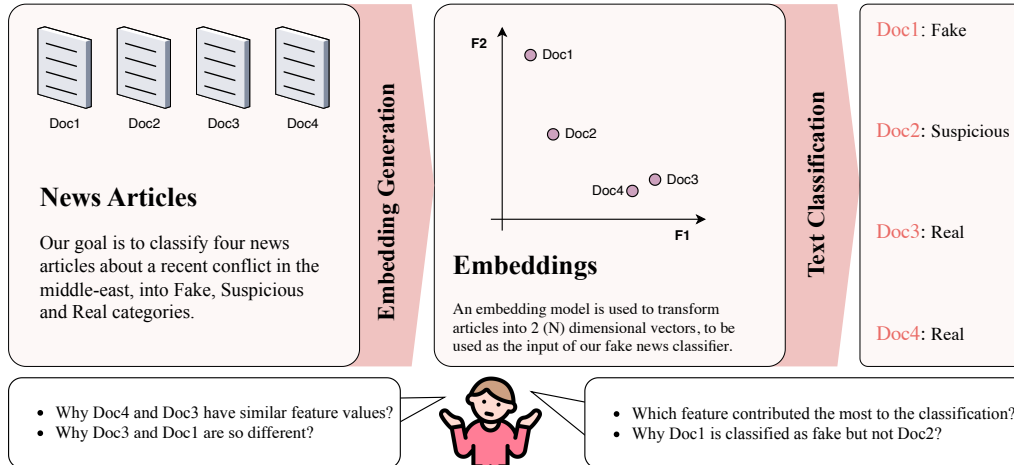 Doc1
Doc2
Doc3
Doc4
News Articles
Our goal is to classify four news
articles about a recent conflict in the
middle-east, into Fake, Suspicious
and Real categories.
Embedding Generation
F2
Doc1
Doc2
Doc3
Doc4
F1
Embeddings
An embedding model is used to transform
articles into 2 (N) dimensional vectors, to be
used as the input of our fake news classifier.
Text Classification
Doc1: Fake
Doc2: Suspicious
Doc3: Real
Doc4: Real
• Why Doc4 and Doc3 have similar feature values?
• Why Doc3 and Doc1 are so different?
• Which feature contributed the most to the classification?
• Why Doc1 is classified as fake but not Doc2?